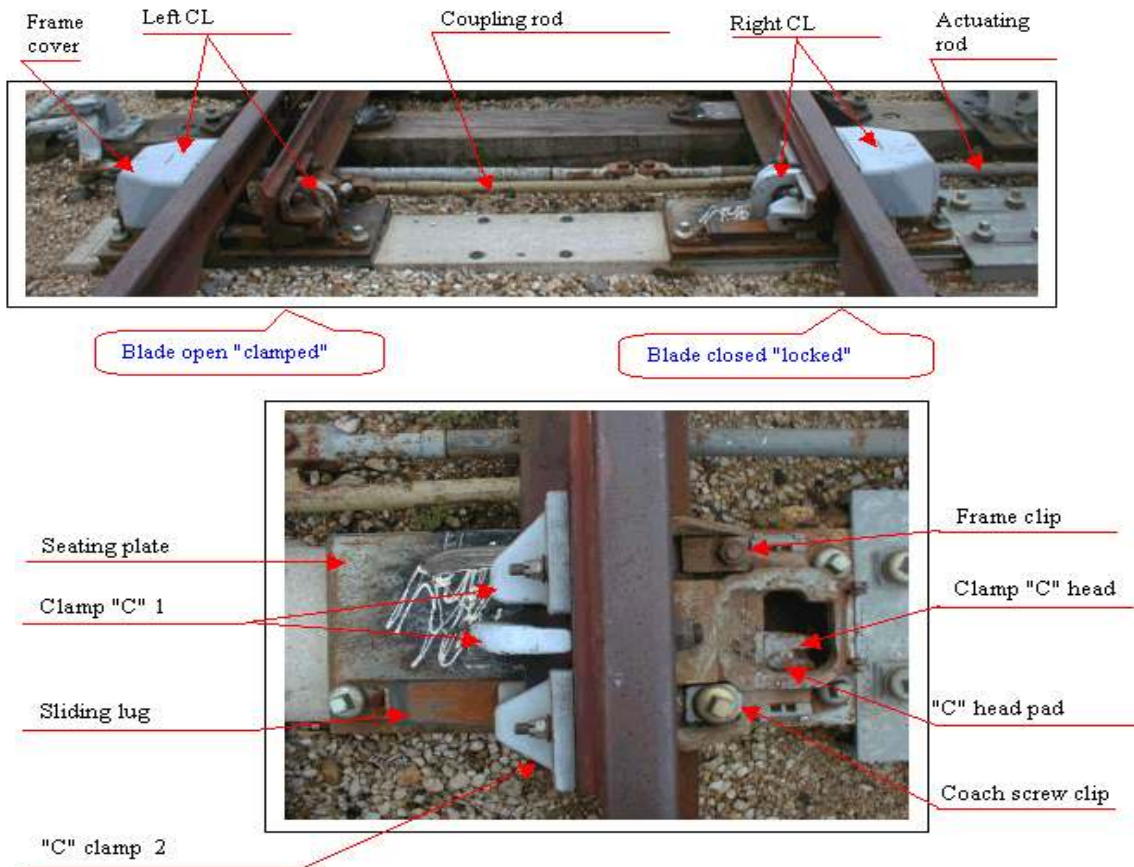 Frame
cover
Left CL
Coupling rod
Right CL
Actuating
rod
Blade open "clamped"
Blade closed "locked"
Seating plate
Clamp "C" 1
Sliding lug
"C" clamp 2
Frame clip
Clamp "C" head
"C" head pad
Coach screw clip